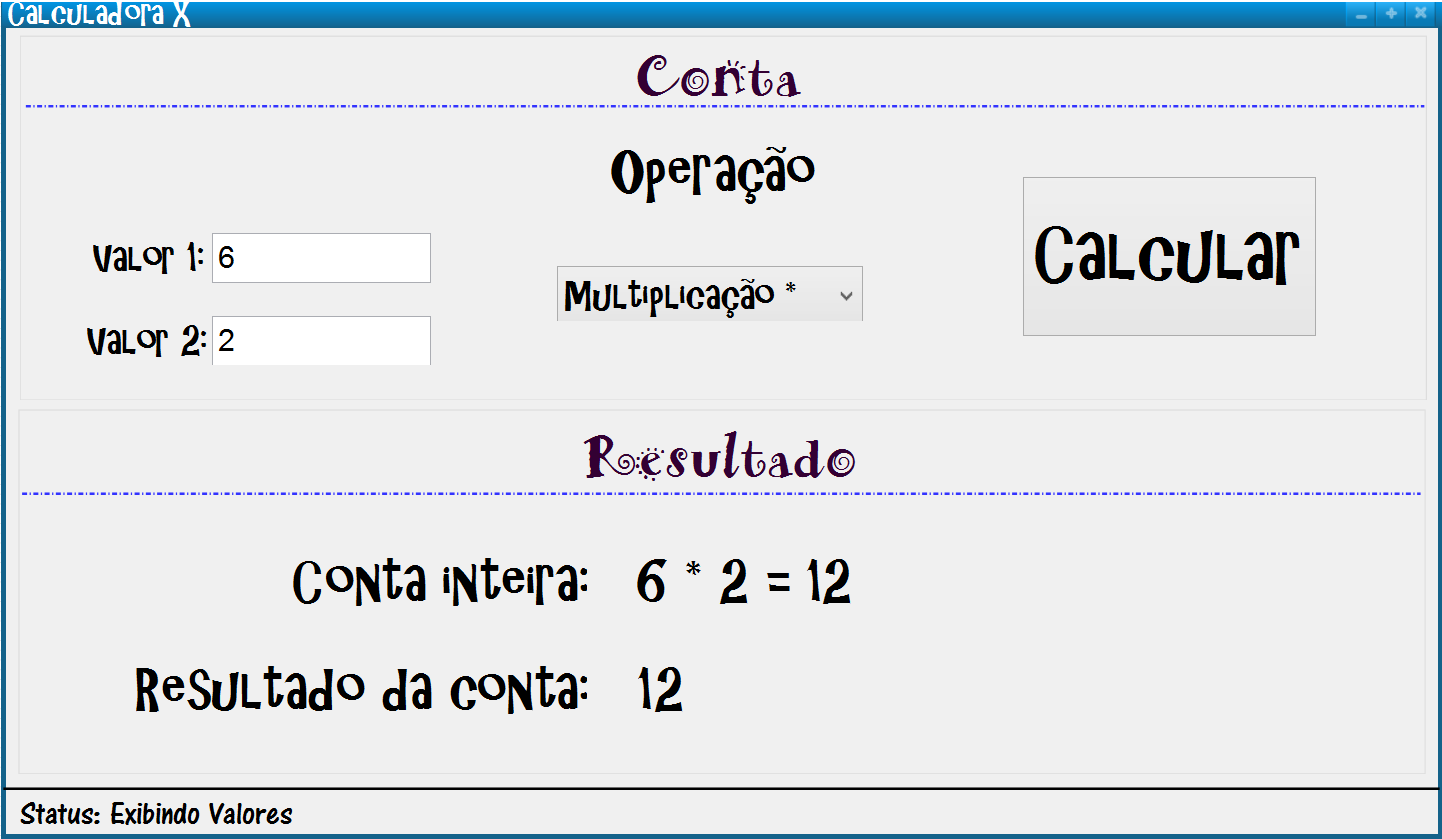 Calculadora X
Conta
Operação
Calcular
Valor 1: 6
Multiplicação *
Valor 2: 2
Resultado
Conta inteira: 6 * 2 = 12
Resultado da conta: 12
Status: Exibindo Valores